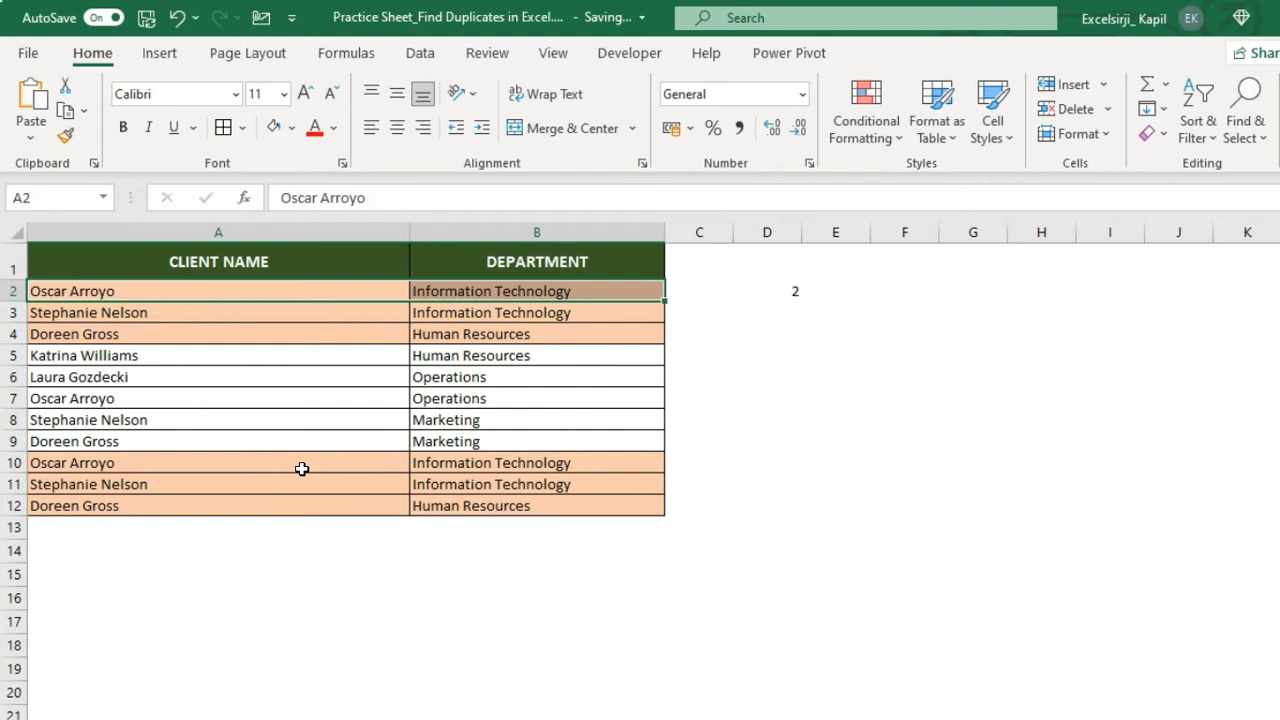 AutoSave On Practice Sheet_Find Duplicates in Excel.... - Saving... Search Excelsirji_ Kapil EK
File Home Insert Page Layout Formulas Data Review View Developer Help Power Pivot Shar
Paste Calibri 11 A A Wrap Text General Conditional Formatting Format as Table Cell Styles Insert Sort & Filter Find & Select
Delete
B I U A Merge & Center % Format
Clipboard Font Alignment Number Styles Cells Editing
A2 fx Oscar Arroyo
A B C D E F G H I J K
1 CLIENT NAME DEPARTMENT
2 Oscar Arroyo Information Technology 2
3 Stephanie Nelson Information Technology
4 Doreen Gross Human Resources
5 Katrina Williams Human Resources
6 Laura Gozdecki Operations
7 Oscar Arroyo Operations
8 Stephanie Nelson Marketing
9 Doreen Gross Marketing
10 Oscar Arroyo Information Technology
11 Stephanie Nelson Information Technology
12 Doreen Gross Human Resources
13
14
15
16
17
18
19
20
21